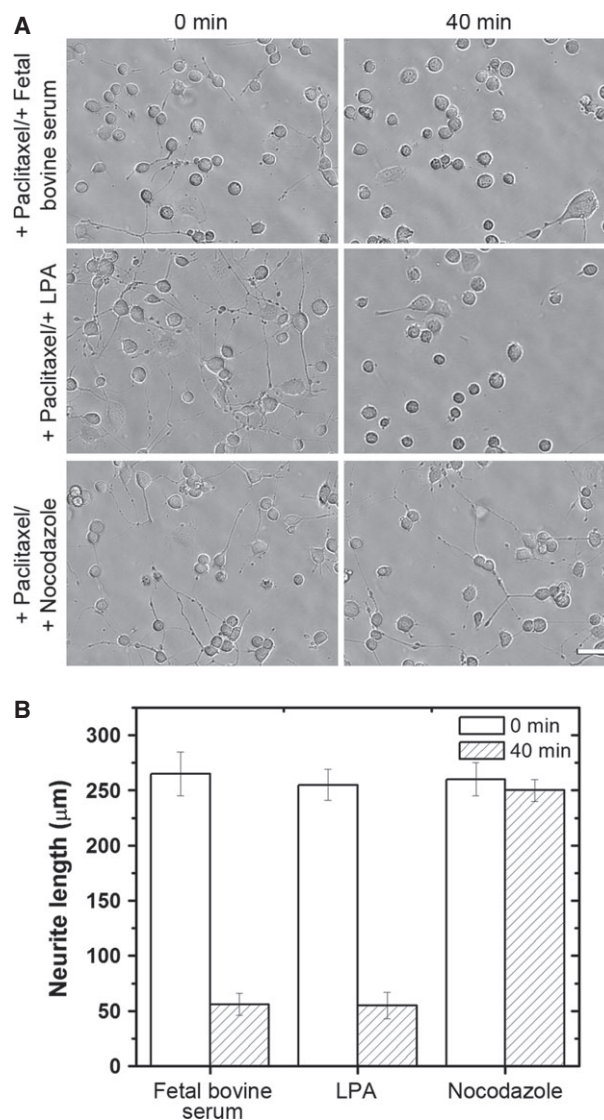 A
0 min
40 min
+ Paclitaxel/+ Fetal
bovine serum
+ Paclitaxel/+ LPA
+ Paclitaxel/
+ Nocodazole
B
0 min
40 min
Neurite length (μm)
300
250
200
150
100
50
0
Fetal bovine
serum
LPA
Nocodazole